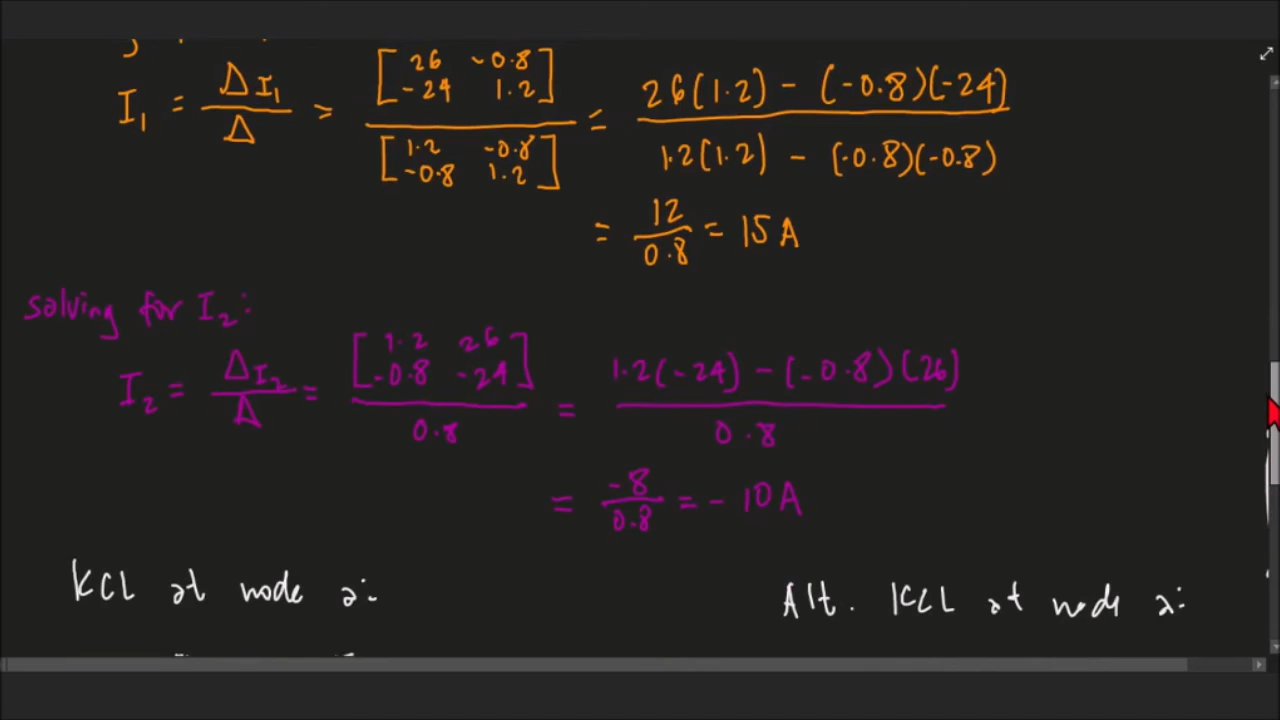 I₁ = ΔI₁/Δ = [26 -0.8 -24 1.2]/[1.2 -0.8 -0.8 1.2] = 26(1.2) - (-0.8)(-24)/1.2(1.2) - (-0.8)(-0.8)
= 12/0.8 = 15 A
solving for I₂:
I₂ = ΔI₂/Δ = [1.2 26 -0.8 -24]/0.8 = 1.2(-24) - (-0.8)(26)/0.8
= -8/0.8 = - 10 A
KCL at node a:
Alt. KCL at node a: